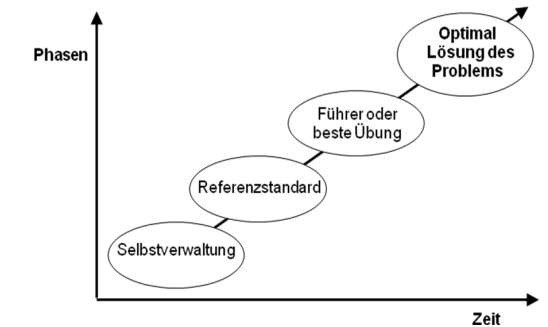 Phasen
Optimal
Lösung des
Problems
Führer oder
beste Übung
Referenzstandard
Selbstverwaltung
Zeit